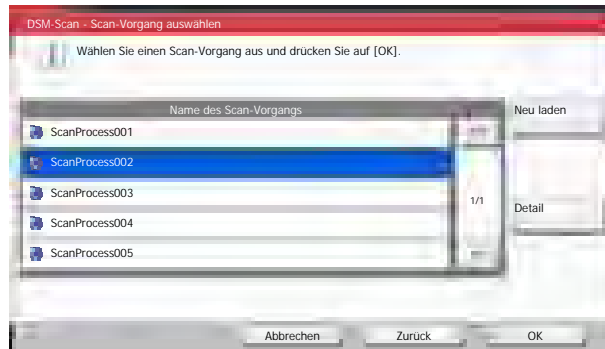 DSM-Scan - Scan-Vorgang auswählen
Wählen Sie einen Scan-Vorgang aus und drücken Sie auf [OK].
Name des Scan-Vorgangs
Neu laden
ScanProcess001
ScanProcess002
ScanProcess003
1/1
Detail
ScanProcess004
ScanProcess005
Abbrechen
Zurück
OK